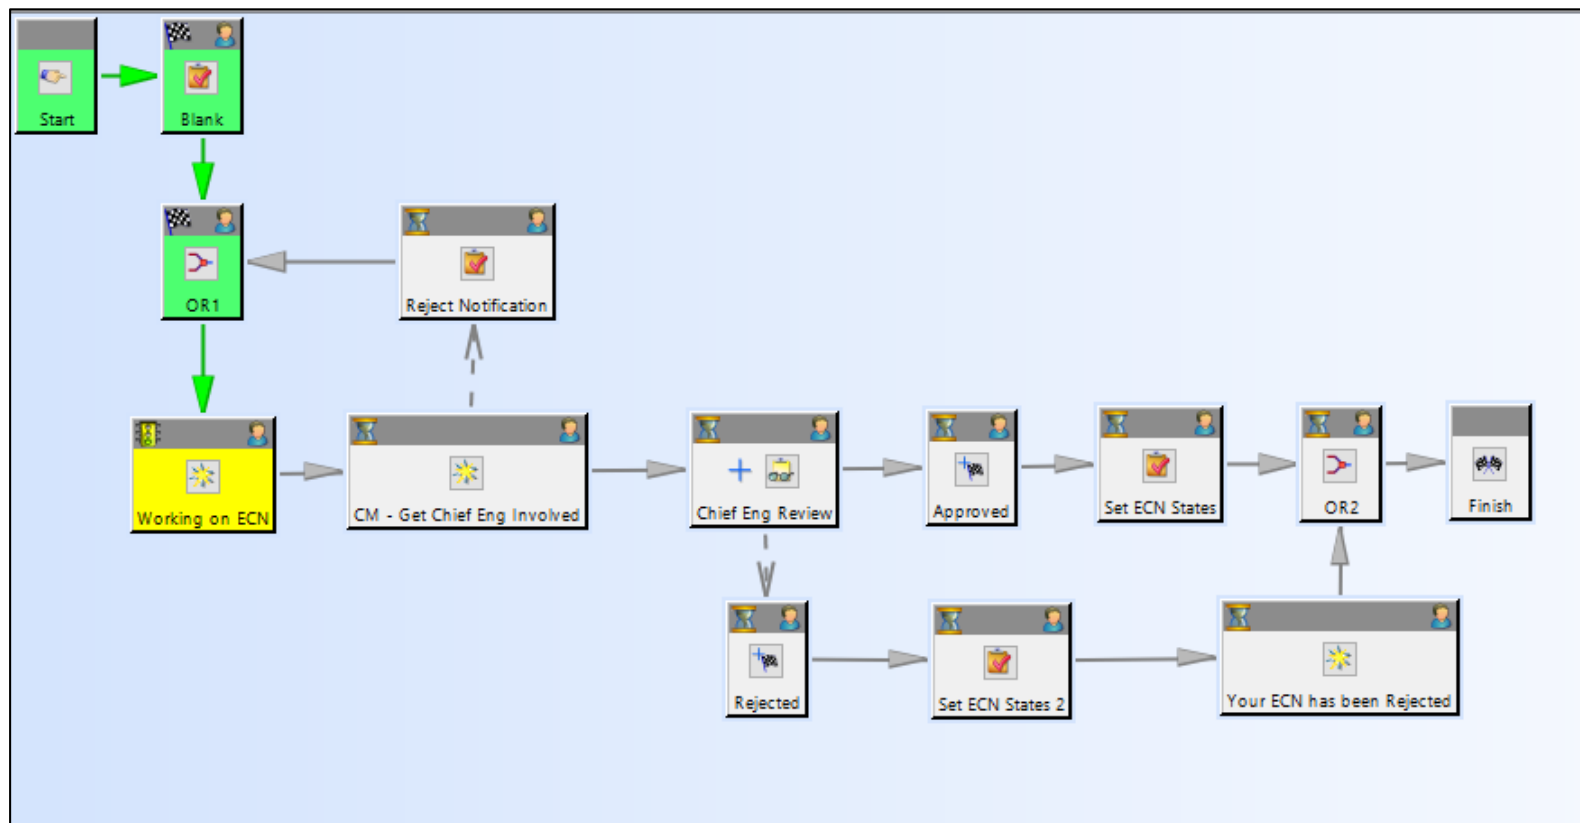 Start
Blank
OR1
Reject Notification
Working on ECN
CM - Get Chief Eng Involved
Chief Eng Review
Approved
Set ECN States
OR2
Finish
Rejected
Set ECN States 2
Your ECN has been Rejected